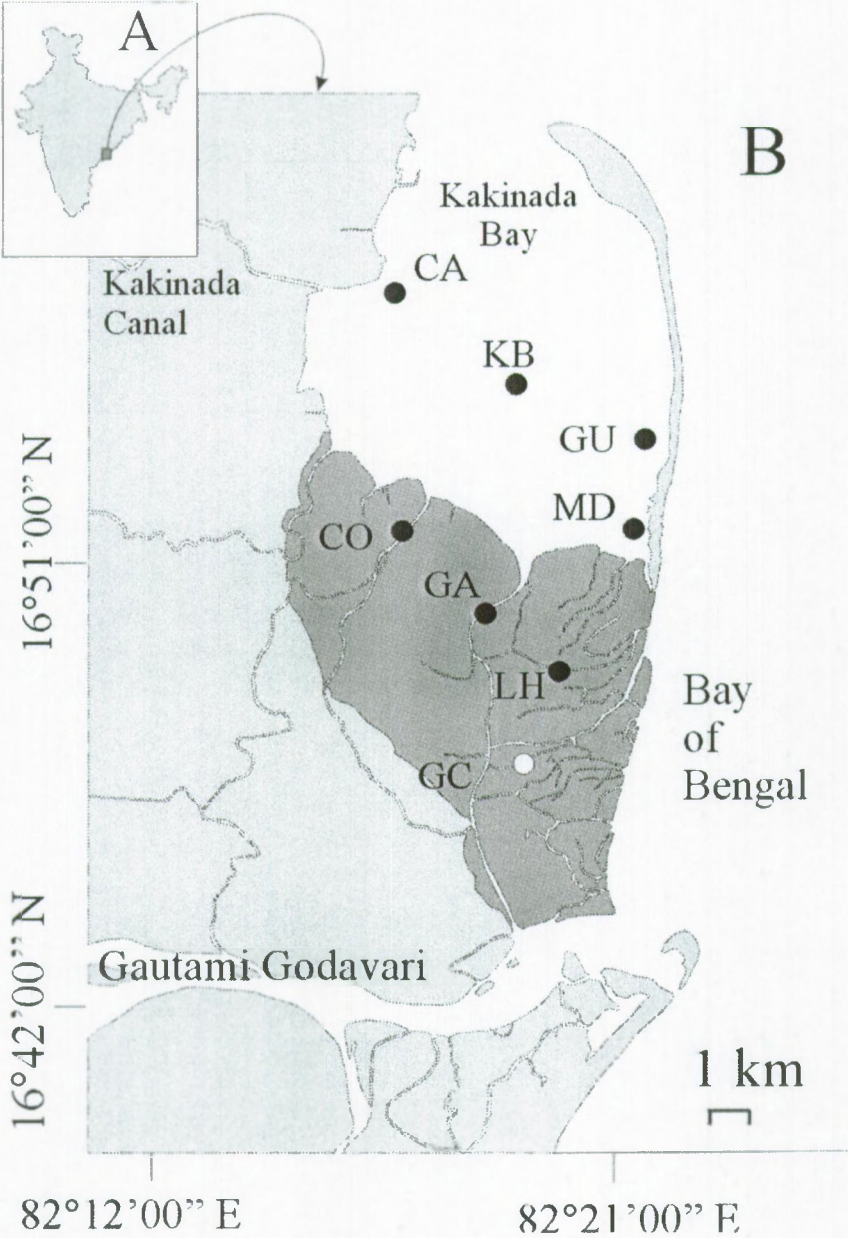 A
B
Kakinada
Bay
CA
Kakinada
Canal
KB
GU
MD
CO
GA
LH
GC
Bay
of
Bengal
Gautami Godavari
1 km
16°51’00” N
16°42’00” N
82°12’00” E
82°21’00” E